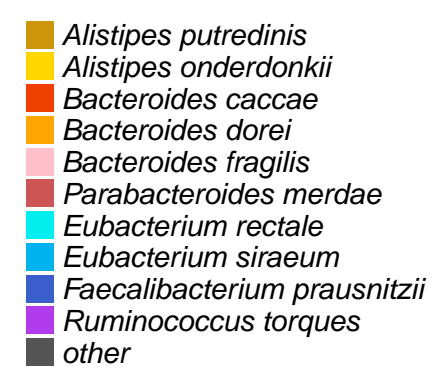 Alistipes putredinis
Alistipes onderdonkii
Bacteroides caccae
Bacteroides dorei
Bacteroides fragilis
Parabacteroides merdae
Eubacterium rectale
Eubacterium siraeum
Faecalibacterium prausnitzii
Ruminococcus torques
other